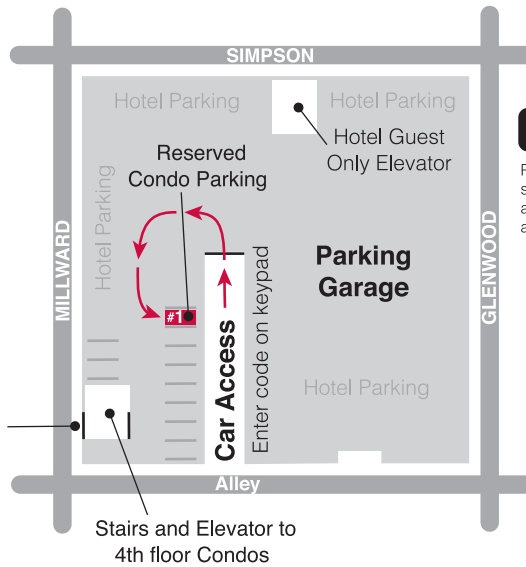 SIMPSON
Hotel Parking
Hotel Parking
Hotel Guest
Only Elevator
Reserved
Condo Parking
Hotel Parking
MILLWARD
GLENWOOD
Parking
Garage
#1
Car Access
Enter code on keypad
Hotel Parking
Alley
Stairs and Elevator to
4th floor Condos